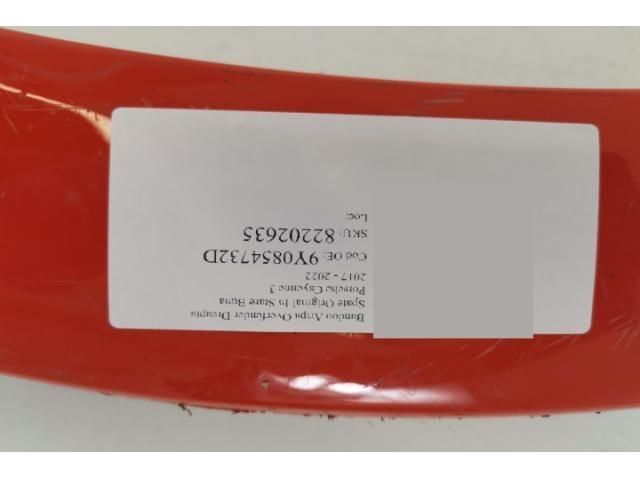 Bandou Aripa Overfender Dreapta
Spate Original In Stare Buna
Porsche Cayenne 3
2017 - 2022
Cod OE: 9Y0854732D
SKU: 82202635
Loc: